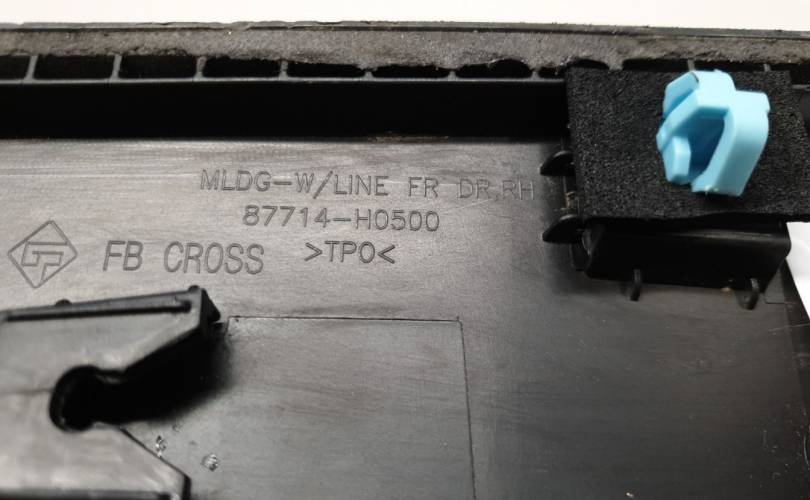 MLDG-W/LINE FR DR,RH
87714-H0500
FB CROSS >TPO<